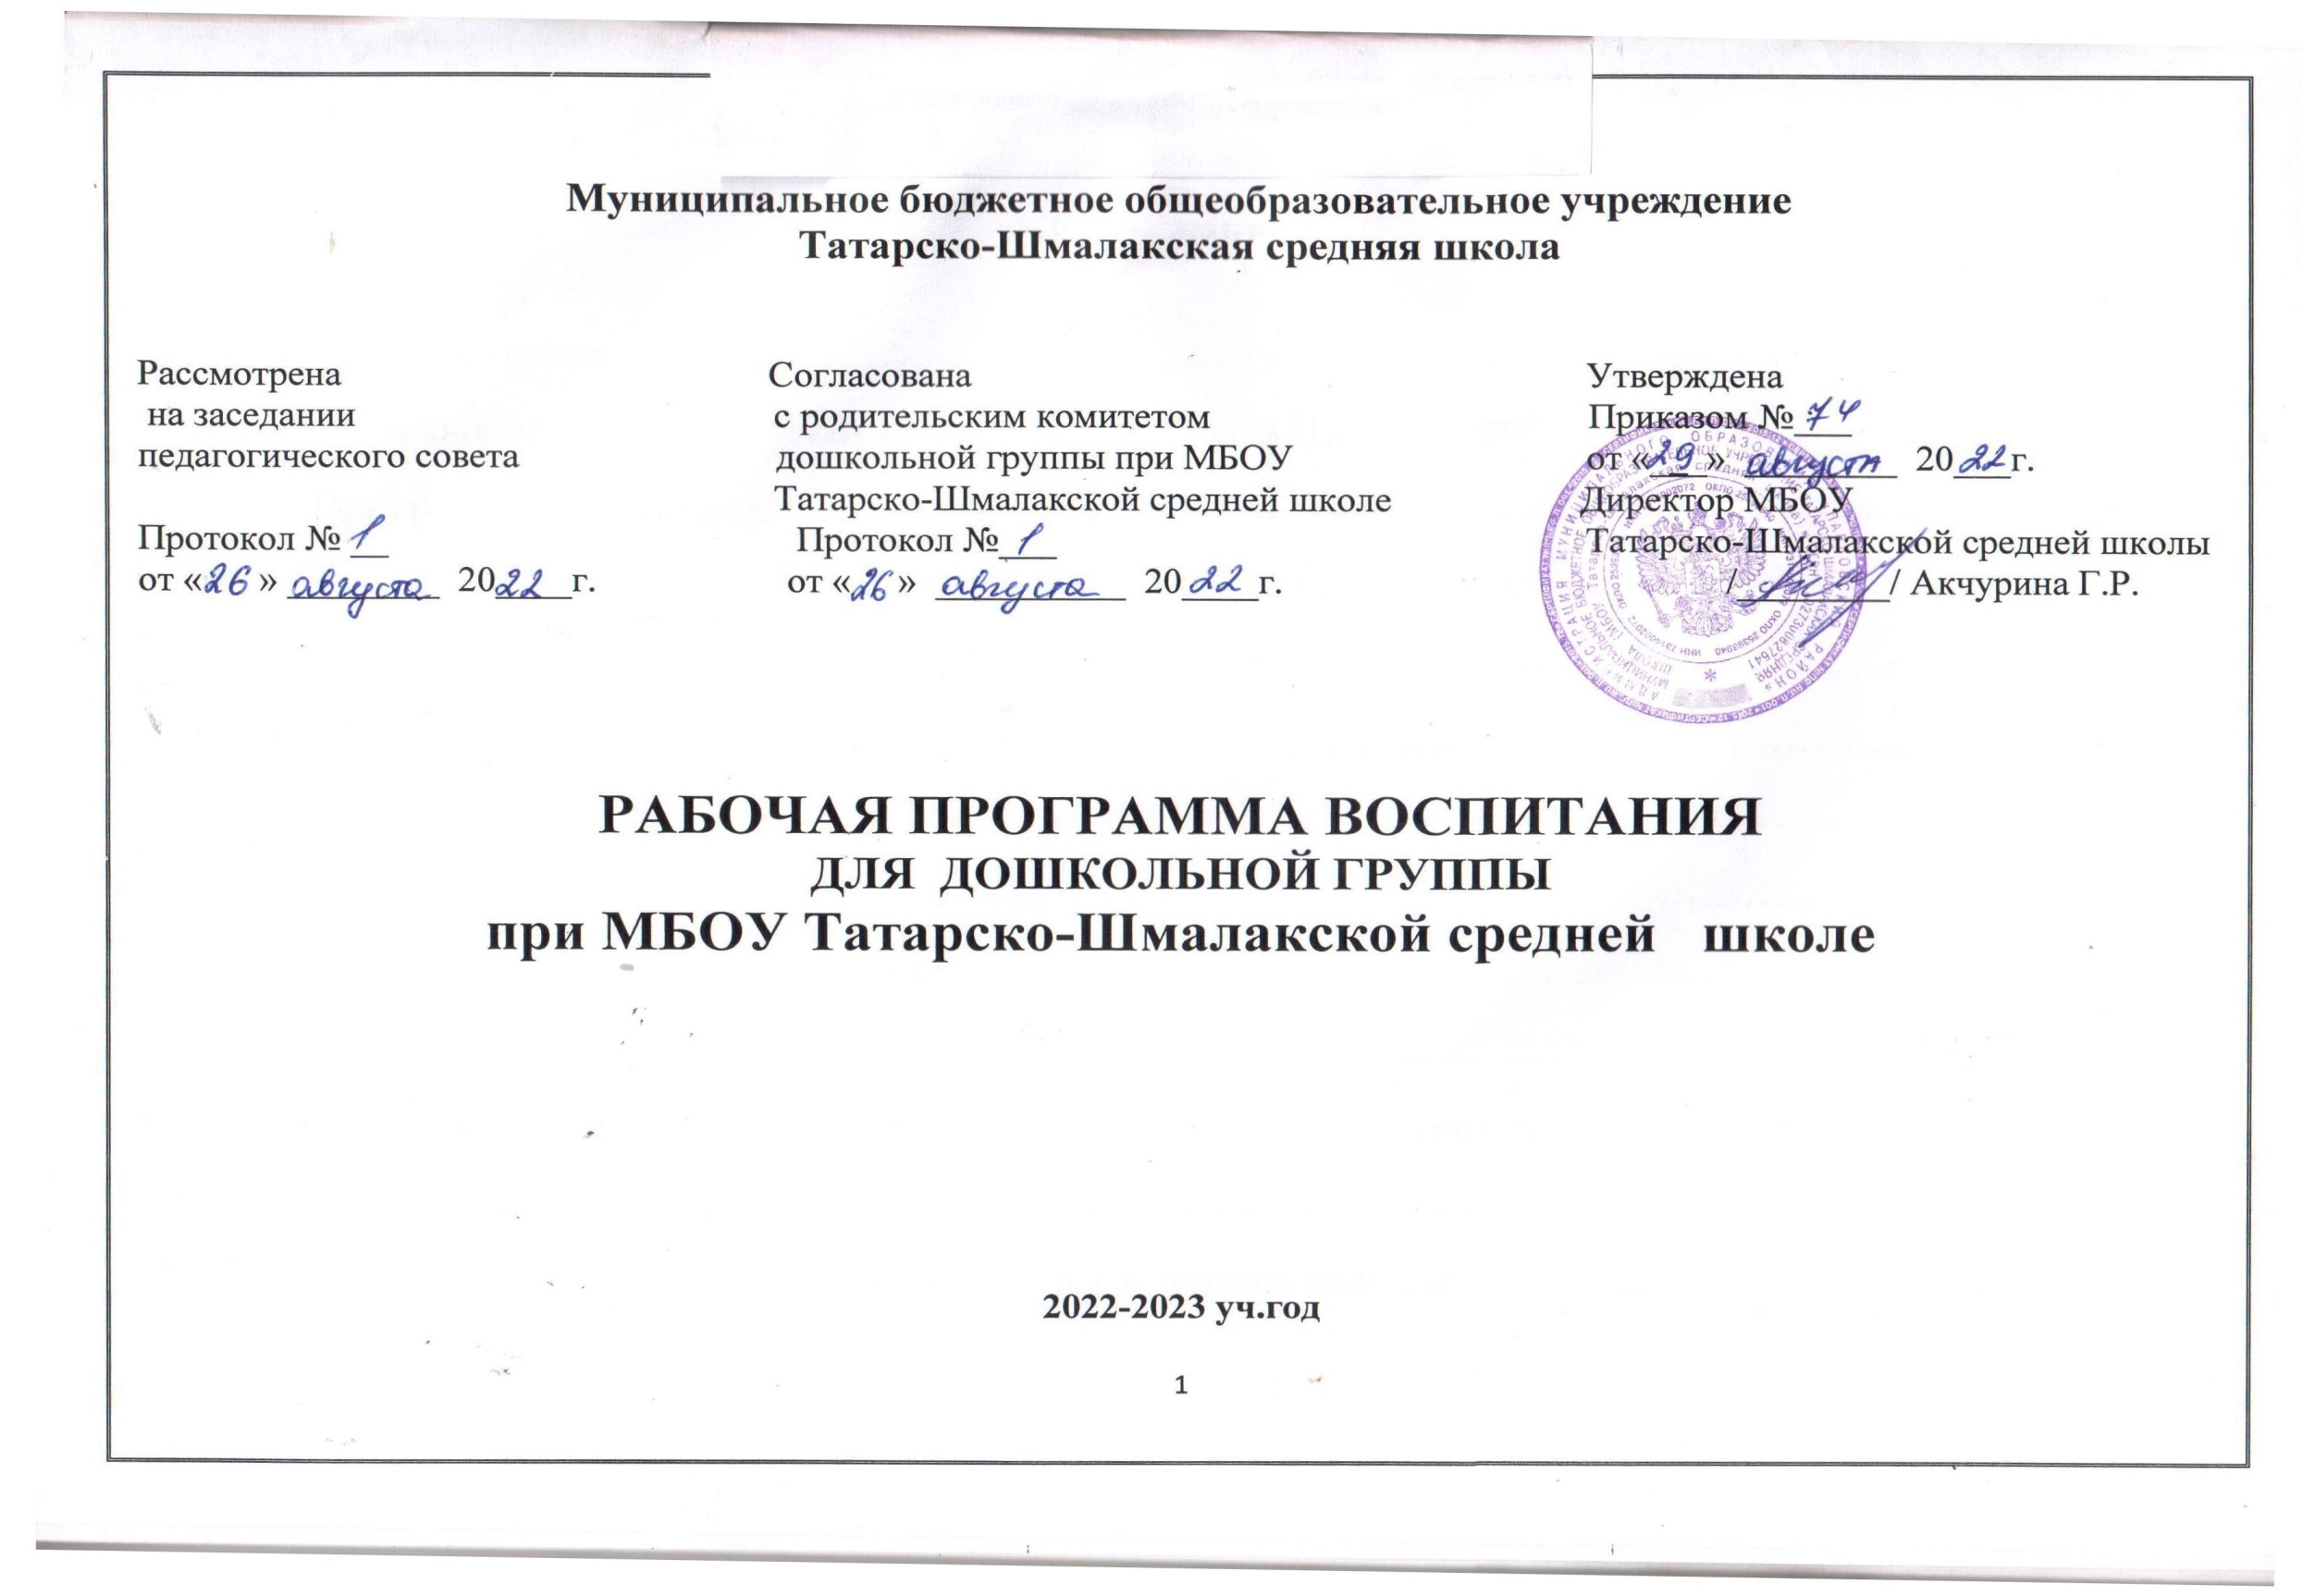 Муниципальное бюджетное общеобразовательное учреждение
Татарско-Шмалакская средняя школа
Рассмотрена
на заседании
педагогического совета
Протокол № 1
от «26» августа 2022 г.
Согласована
с родительским комитетом
дошкольной группы при МБОУ
Татарско-Шмалакской средней школе
Протокол № 1
от «26» августа 2022 г.
Утверждена
Приказом № 74
от «29» августа 2022 г.
Директор МБОУ
Татарско-Шмалакской средней школы
/ / Акчурина Г.Р.
РАБОЧАЯ ПРОГРАММА ВОСПИТАНИЯ
ДЛЯ ДОШКОЛЬНОЙ ГРУППЫ
при МБОУ Татарско-Шмалакской средней школе
2022-2023 уч.год
1